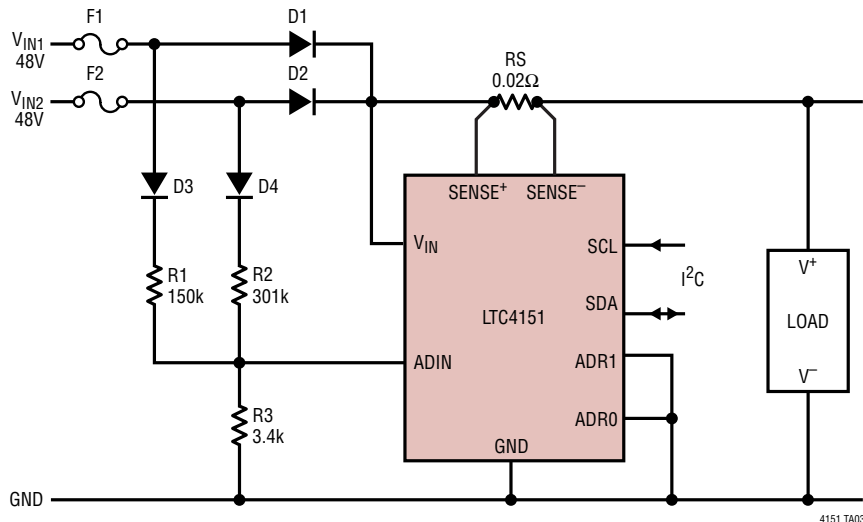 F1
D1
VIN1
48V
F2
D2
RS
0.02Ω
VIN2
48V
D3
D4
SENSE+
SENSE–
VIN
SCL
I2C
V+
R1
150k
R2
301k
LTC4151
SDA
LOAD
ADIN
ADR1
V–
R3
3.4k
ADR0
GND
GND
4151 TA03